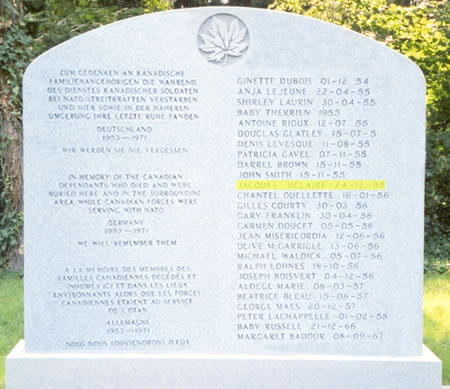 ZUM GEDENKEN AN KANADISCHE
FAMILIENANGEHÖRIGEN DIE WÄHREND
DES DIENSTES KANADISCHER SOLDATEN
BEI NATO-STREITKRÄFTEN VERSTARBEN
UND HIER SOWIE IN DER NÄHEREN
UMGEBUNG IHRE LETZTE RUHE FANDEN
DEUTSCHLAND
1953-1971
WIR WERDEN SIE NIE VERGESSEN
IN MEMORY OF THE CANADIAN
DEPENDANTS WHO DIED AND WERE
BURIED HERE AND IN THE SURROUNDING
AREA WHILE CANADIAN FORCES WERE
SERVING WITH NATO
GERMANY
1953-1971
WE WILL REMEMBER THEM
A LA MÉMOIRE DES MEMBRES DES
FAMILLES CANADIENNES DÉCÉDÉS ET
INHUMÉS ICI ET DANS LES LIEUX
ENVIRONNANTS ALORS QUE LES FORCES
CANADIENNES ÉTAIENT AU SERVICE
DE L'OTAN
ALLEMAGNE
1953-1971
NOUS NOUS SOUVIENDRONS D'EUX
GINETTE DUBOIS 01-12 54
ANJA LEJEUNE 22-04-55
SHIRLEY LAURIN 30-04-55
BABY THERRIEN 1955
ANTOINE RIOUX 12-07 55
DOUGLAS GLATLEY 15-07-5
DENIS LEVESQUE 11-08-55
PATRICIA GAVEL 07-11-55
DARREL BROWN 15-11-55
JOHN SMITH 15-11-55
JACQUES UCLAIRE 24-12-55
CHANTEL OUELLETTE 16-01-56
GILLES GOURTY 30-03 56
GARY FRANKLIN 30-04-56
CARMEN DOUCET 05-05-56
JEAN MISERICORDIA 12-06-56
OLIVE McGARRIGLE 13-06-56
MICHAEL WALDICK 05-07-56
RALPH LOHNES 18-10-56
JOSEPH BOISVERT 04-12-56
ALDEGE MARIE 08-03-57
BEATRICE BLEAU 15-08-57
GEORGE MAES 20-12-57
PETER LACHAPPELLE 01-02-58
BABY RUSSELL 21-12-66
MARGARET BADOUR 08-09-67